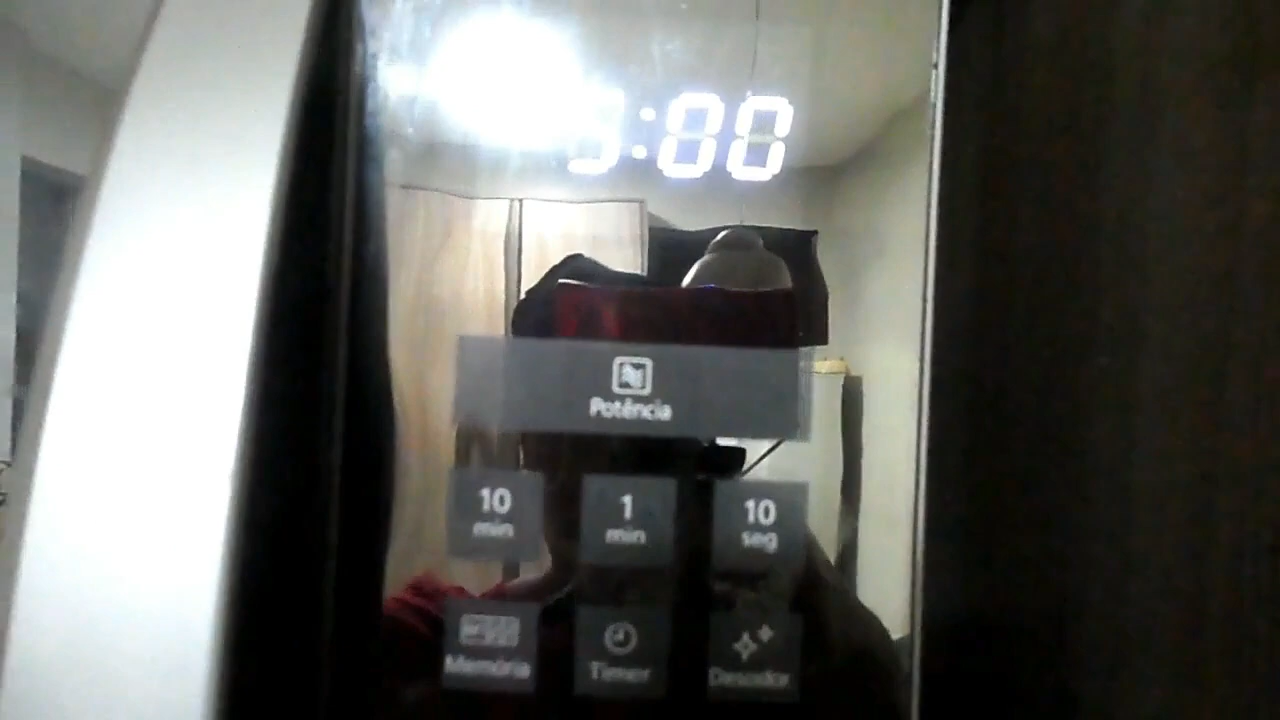 :00
Potência
10 min
1 min
10 seg
Memória
Timer
Desodor